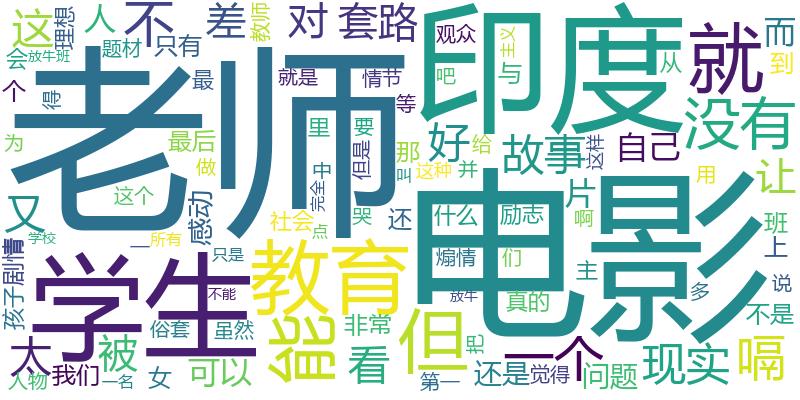 这
理想
人
不
差
教师
对
套路
观众
印度
就
而
到
会
放牛班
题材
只有
个
得
最
就是
情节
吧
与
主义
从
等
老师
没有
为
最后
做
里
要
但是
那
叫
好
给
故事
这样
自己
让
又
这个
感动
完全
中
这种
并
片
用
学校
一
所有
社会
点
哭
还
什么
励志
啊
班
上
孩子
剧情
只是
学生
不能
教育
煽情
们
电影
主
多
说
放牛
真的
不是
太
被
俗套
虽然
能
非常
看
但
把
一个
现实
嗝
人物
我们
一名
女
可以
第一
还是
觉得
问题